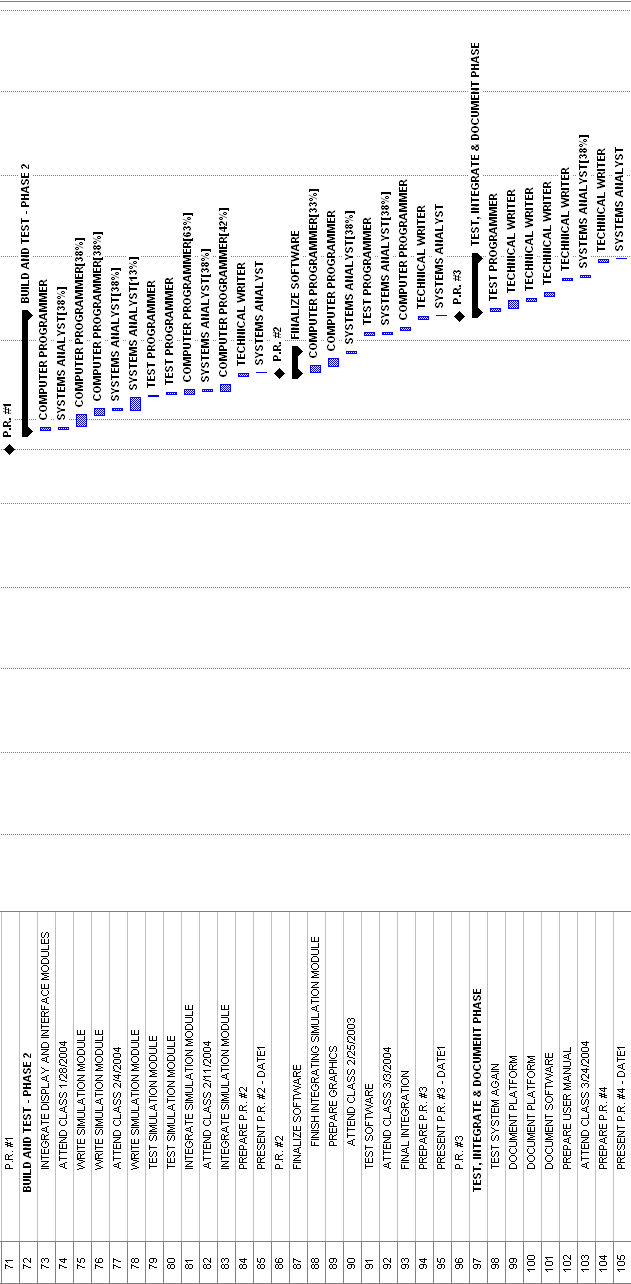 71 P.R. #1 P.R. #1
72 BUILD AND TEST - PHASE 2 BUILD AND TEST - PHASE 2
73 INTEGRATE DISPLAY AND INTERFACE MODULES COMPUTER PROGRAMMER
74 ATTEND CLASS 1/28/2004 SYSTEMS ANALYST[38%]
75 WRITE SIMULATION MODULE COMPUTER PROGRAMMER[38%]
76 WRITE SIMULATION MODULE COMPUTER PROGRAMMER[38%]
77 ATTEND CLASS 2/4/2004 SYSTEMS ANALYST[38%]
78 WRITE SIMULATION MODULE SYSTEMS ANALYST[13%]
79 TEST SIMULATION MODULE TEST PROGRAMMER
80 TEST SIMULATION MODULE TEST PROGRAMMER
81 INTEGRATE SIMULATION MODULE COMPUTER PROGRAMMER[63%]
82 ATTEND CLASS 2/11/2004 SYSTEMS ANALYST[38%]
83 INTEGRATE SIMULATION MODULE COMPUTER PROGRAMMER[42%]
84 PREPARE P.R. #2 TECHNICAL WRITER
85 PRESENT P.R. #2 - DATE1 SYSTEMS ANALYST
86 P.R. #2 P.R. #2
87 FINALIZE SOFTWARE FINALIZE SOFTWARE
88 FINISH INTEGRATING SIMULATION MODULE COMPUTER PROGRAMMER[33%]
89 PREPARE GRAPHICS COMPUTER PROGRAMMER
90 ATTEND CLASS 2/25/2003 SYSTEMS ANALYST[38%]
91 TEST SOFTWARE TEST PROGRAMMER
92 ATTEND CLASS 3/3/2004 SYSTEMS ANALYST[38%]
93 FINAL INTEGRATION COMPUTER PROGRAMMER
94 PREPARE P.R. #3 TECHNICAL WRITER
95 PRESENT P.R. #3 - DATE1 SYSTEMS ANALYST
96 P.R. #3 P.R. #3
97 TEST, INTEGRATE & DOCUMENT PHASE TEST, INTEGRATE & DOCUMENT PHASE
98 TEST SYSTEM AGAIN TEST PROGRAMMER
99 DOCUMENT PLATFORM TECHNICAL WRITER
100 DOCUMENT PLATFORM TECHNICAL WRITER
101 DOCUMENT SOFTWARE TECHNICAL WRITER
102 PREPARE USER MANUAL TECHNICAL WRITER
103 ATTEND CLASS 3/24/2004 SYSTEMS ANALYST[38%]
104 PREPARE P.R. #4 TECHNICAL WRITER
105 PRESENT P.R. #4 - DATE1 SYSTEMS ANALYST